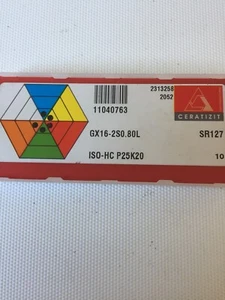 2313258
11040763
2052
CERATIZIT
GX16-2S0.80L
SR127
ISO-HC P25K20
10